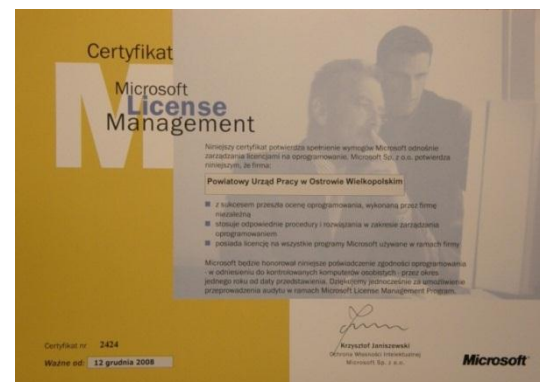 Certyfikat
M
Microsoft
License
Management
Niniejszy certyfikat potwierdza spełnienie wymogów Microsoft odnośnie
zarządzania licencjami na oprogramowanie. Microsoft Sp. z o.o. potwierdza
niniejszym, że firma:
Powiatowy Urząd Pracy w Ostrowie Wielkopolskim
z sukcesem przeszła ocenę oprogramowania, wykonaną przez firmę
niezależną
stosuje odpowiednie procedury i rozwiązania w zakresie zarządzania
oprogramowaniem
posiada licencję na wszystkie programy Microsoft używane w ramach firmy
Microsoft będzie honorował niniejsze poświadczenie zgodności oprogramowania
- w odniesieniu do kontrolowanych komputerów osobistych - przez okres
jednego roku od daty przedstawienia. Dziękujemy jednocześnie za umożliwienie
przeprowadzenia audytu w ramach Microsoft License Management Program.
Krzysztof Janiszewski
Ochrona Własności Intelektualnej
Microsoft Sp. z o.o.
Certyfikat nr 2424
Ważne od: 12 grudnia 2008
Microsoft